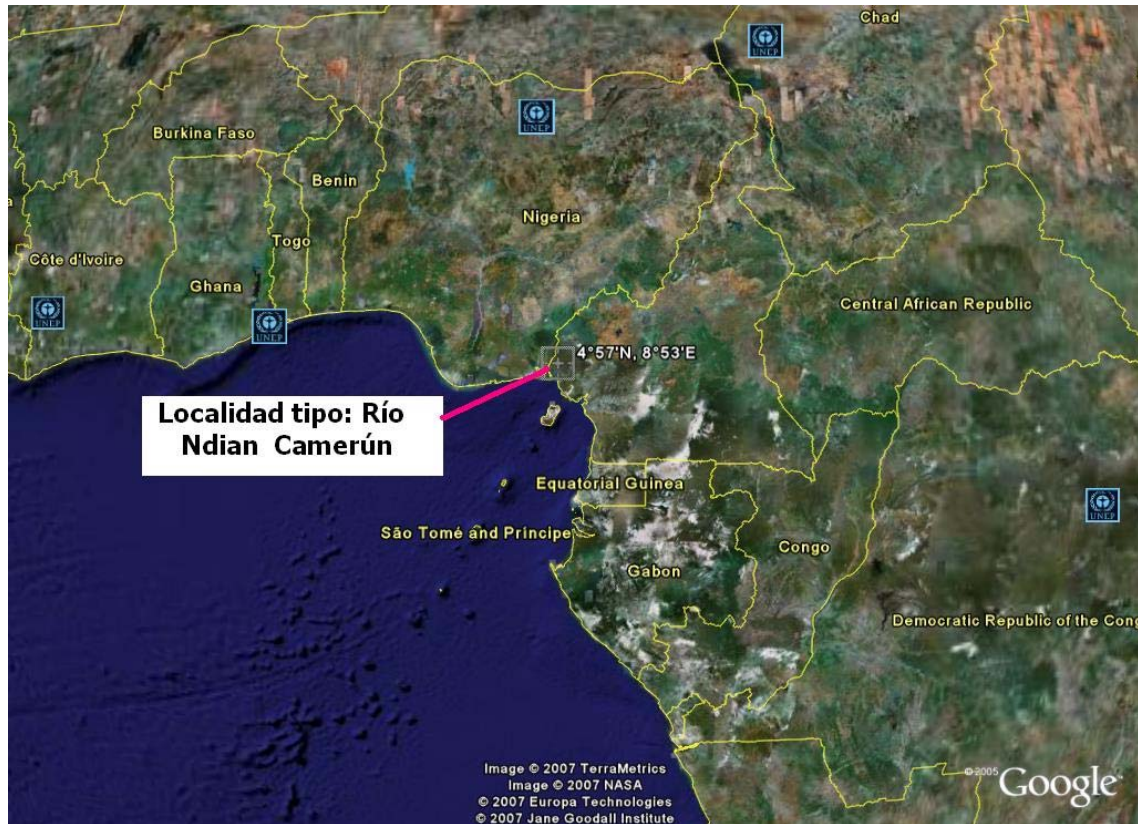 Chad
UNEP
UNEP
Burkina Faso
Benin
Nigeria
Togo
Côte d'Ivoire
Ghana
UNEP
UNEP
Central African Republic
4°57'N, 8°53'E
Localidad tipo: Río
Ndian Camerún
Equatorial Guinea
UNEP
São Tomé and Príncipe
Congo
Gabon
Democratic Republic of the Cong
Image © 2007 TerraMetrics
Image © 2007 NASA
© 2007 Europa Technologies
© 2007 Jane Goodall Institute
© 2005 Google™